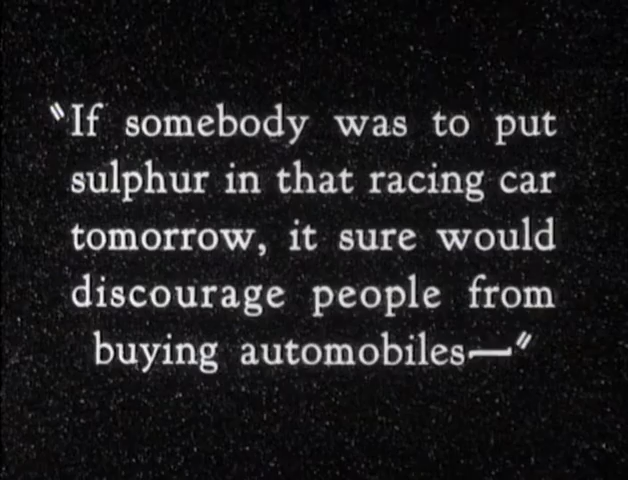 "If somebody was to put
sulphur in that racing car
tomorrow, it sure would
discourage people from
buying automobiles—"